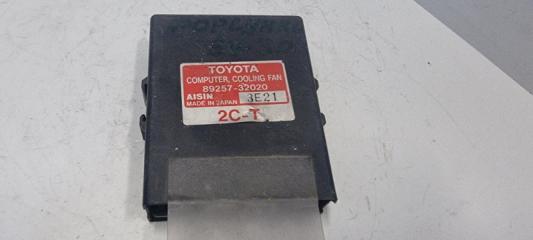 TOYOTA
COMPUTER, COOLING FAN
89257-32020
AISIN 3E21
MADE IN JAPAN
2C-T